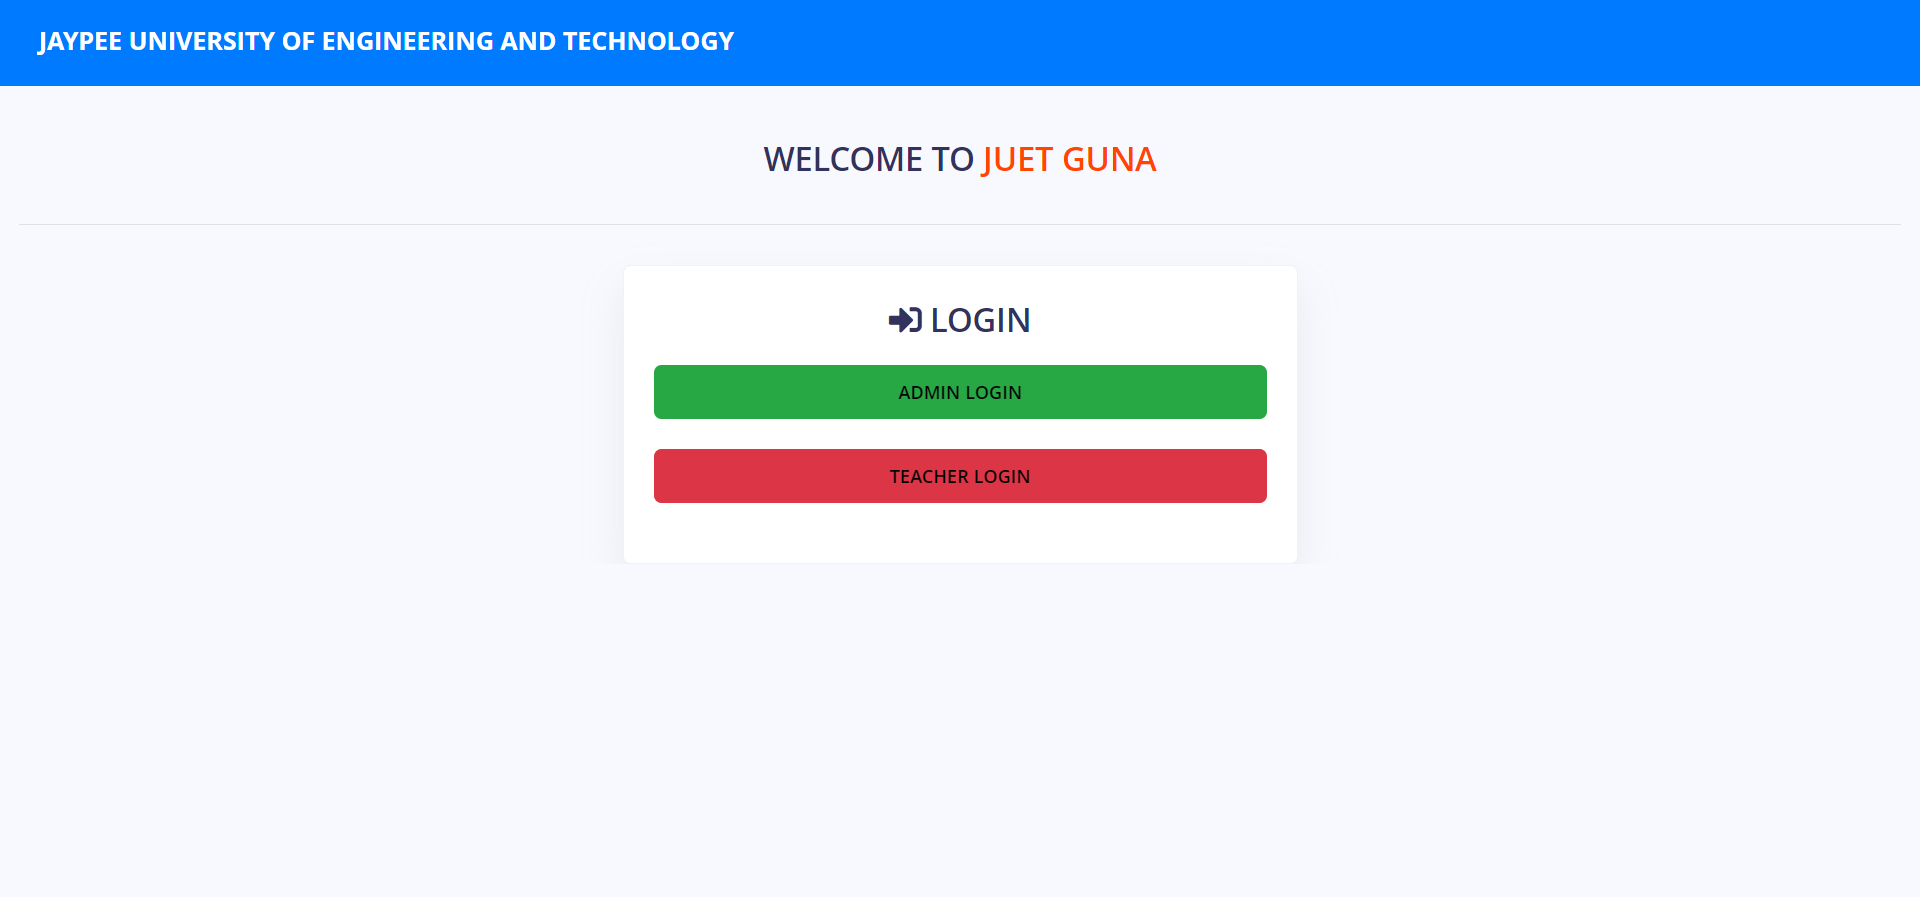 JAYPEE UNIVERSITY OF ENGINEERING AND TECHNOLOGY
WELCOME TO JUET GUNA
LOGIN
ADMIN LOGIN
TEACHER LOGIN